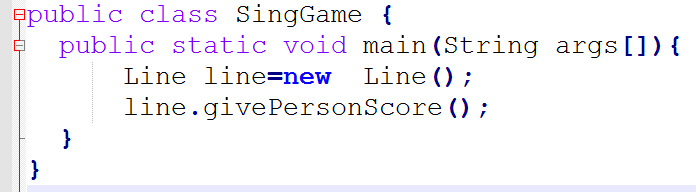 public class SingGame {
public static void main(String args[]){
Line line=new  Line();
line.givePersonScore();
}
}